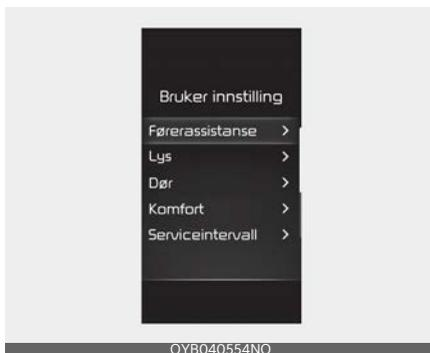 Bruker innstilling
Førerassistanse >
Lys >
Dør >
Komfort >
Serviceintervall >
OYB040554NO